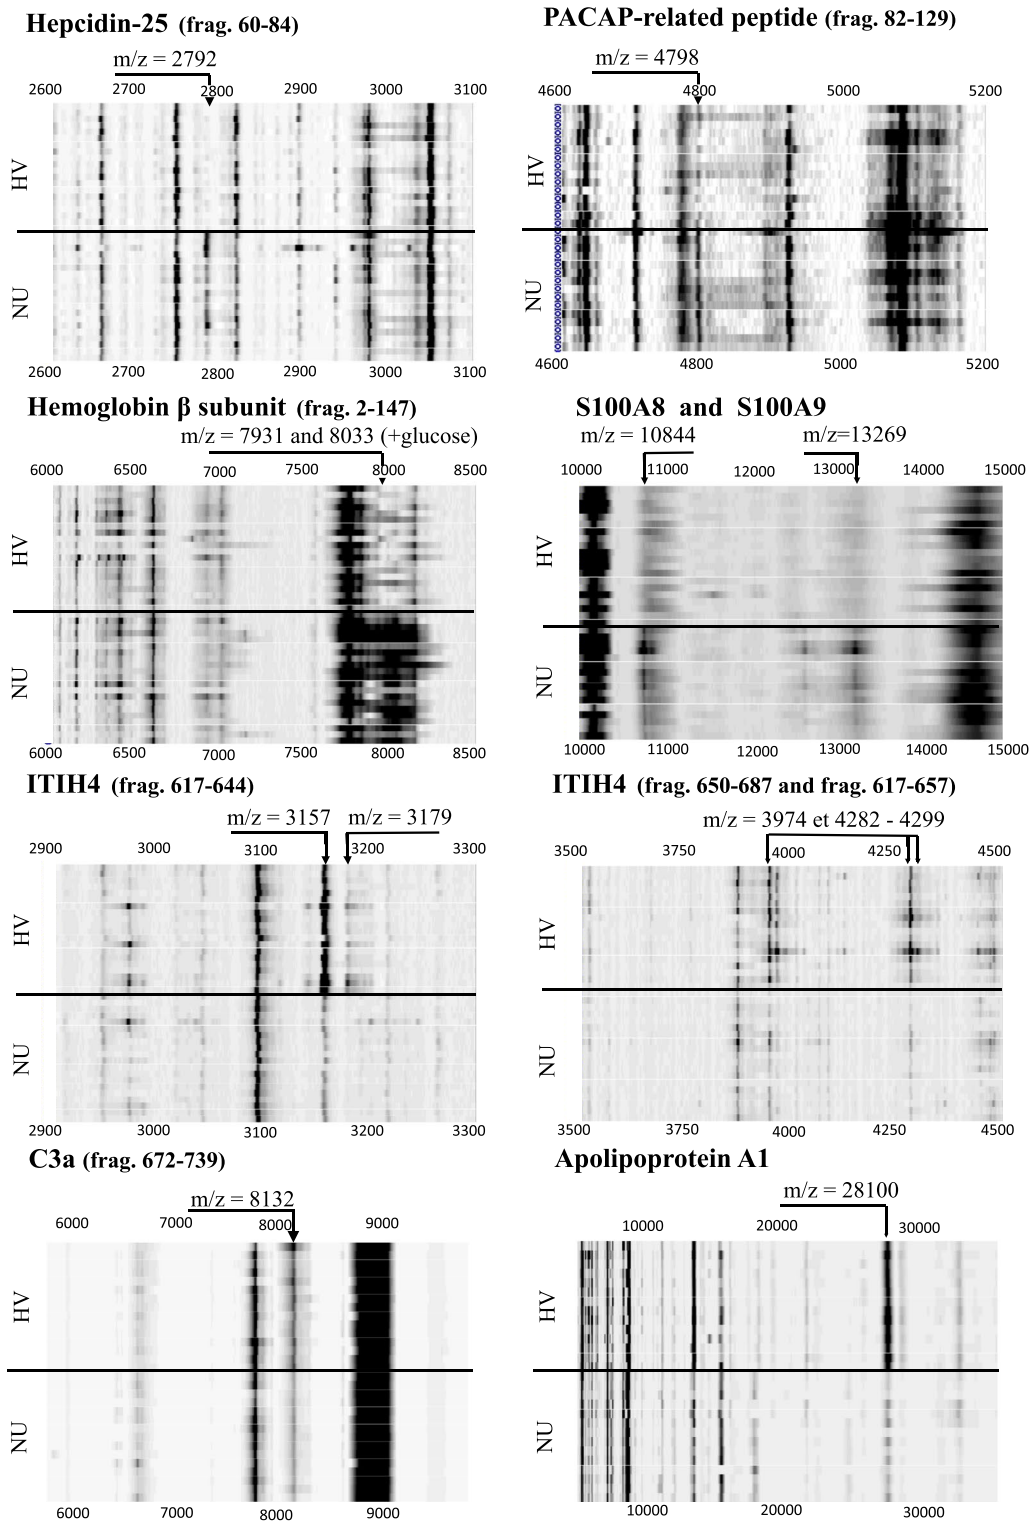 Hepcidin-25 (frag. 60-84)
m/z = 2792
2600 2700 2800 2900 3000 3100
HV
NU
2600 2700 2800 2900 3000 3100
PACAP-related peptide (frag. 82-129)
m/z = 4798
4600 4800 5000 5200
HV
NU
4600 4800 5000 5200
Hemoglobin β subunit (frag. 2-147)
m/z = 7931 and 8033 (+glucose)
6000 6500 7000 7500 8000 8500
HV
NU
6000 6500 7000 7500 8000 8500
S100A8 and S100A9
m/z = 10844 m/z=13269
10000 11000 12000 13000 14000 15000
HV
NU
10000 11000 12000 13000 14000 15000
ITIH4 (frag. 617-644)
m/z = 3157 m/z = 3179
2900 3000 3100 3200 3300
HV
NU
2900 3000 3100 3200 3300
ITIH4 (frag. 650-687 and frag. 617-657)
m/z = 3974 et 4282 - 4299
3500 3750 4000 4250 4500
HV
NU
3500 3750 4000 4250 4500
C3a (frag. 672-739)
m/z = 8132
6000 7000 8000 9000
HV
NU
6000 7000 8000 9000
Apolipoprotein A1
m/z = 28100
10000 20000 30000
HV
NU
10000 20000 30000